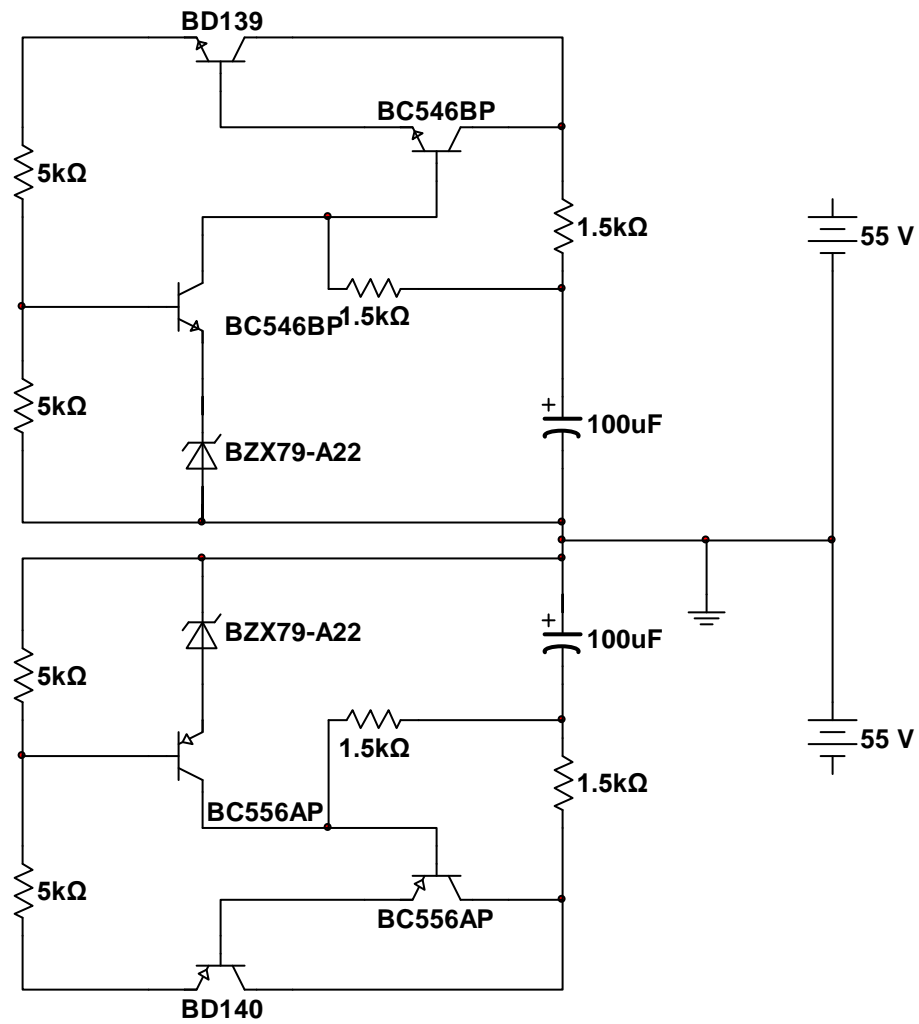 BD139
BC546BP
5kΩ
1.5kΩ
55 V
1.5kΩ
BC546BP
5kΩ
100uF
BZX79-A22
BZX79-A22
100uF
5kΩ
1.5kΩ
55 V
1.5kΩ
BC556AP
5kΩ
BC556AP
BD140